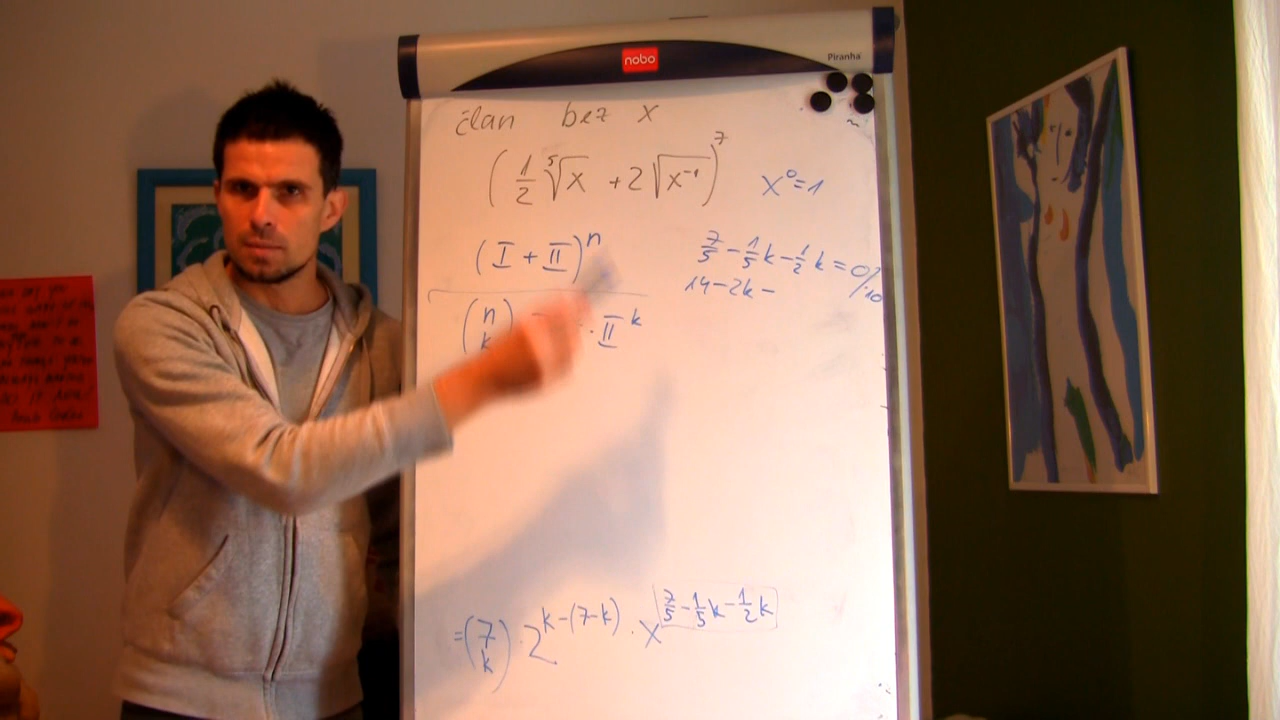 nobo
Piranha
član bez x
( 1/2 ⁵√x + 2√x⁻¹ )⁷
x⁰=1
(I + II)ⁿ
7/5 - 1/5 k - 1/2 k = 0 /·10
14-2k-
(n k) · IIᵏ
= (7 k) · 2^(k-(7-k)) · x^(7/5 - 1/5 k - 1/2 k)